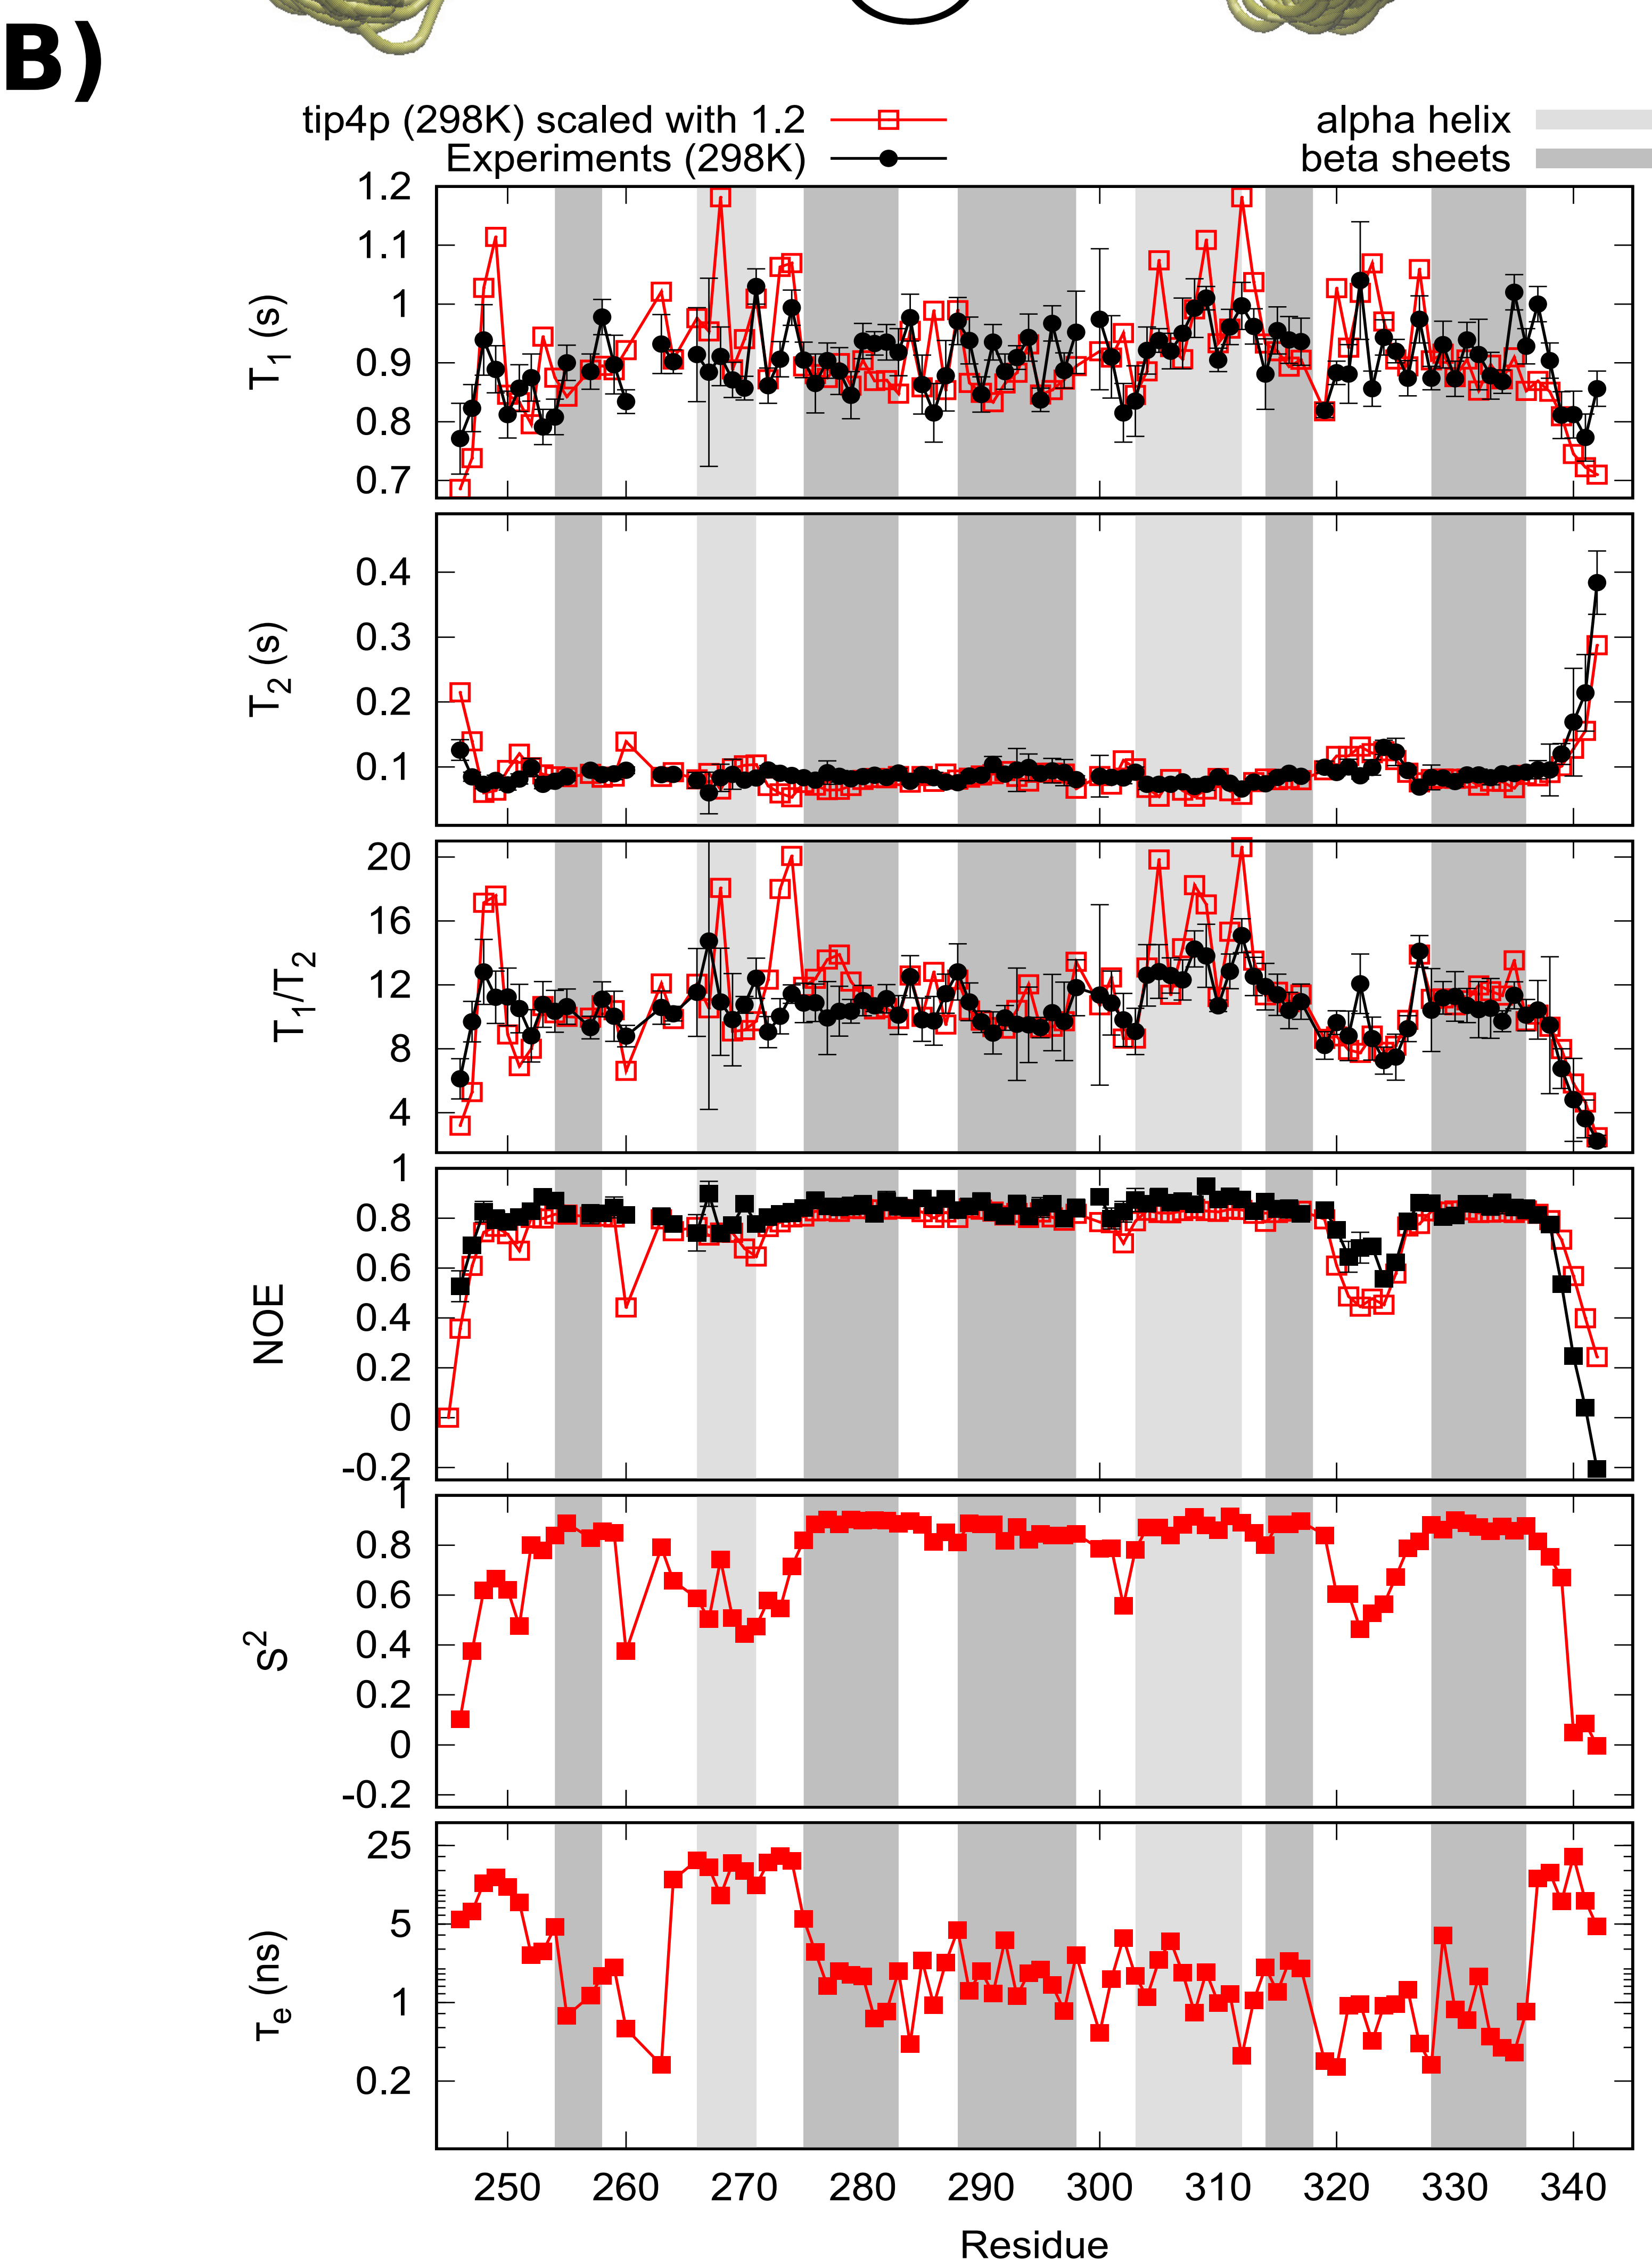 B)
tip4p (298K) scaled with 1.2
Experiments (298K)
alpha helix
beta sheets
T1 (s)
1.2
1.1
1
0.9
0.8
0.7
T2 (s)
0.4
0.3
0.2
0.1
T1/T2
20
16
12
8
4
NOE
1
0.8
0.6
0.4
0.2
0
-0.2
S2
1
0.8
0.6
0.4
0.2
0
-0.2
Te (ns)
25
5
1
0.2
250 260 270 280 290 300 310 320 330 340
Residue